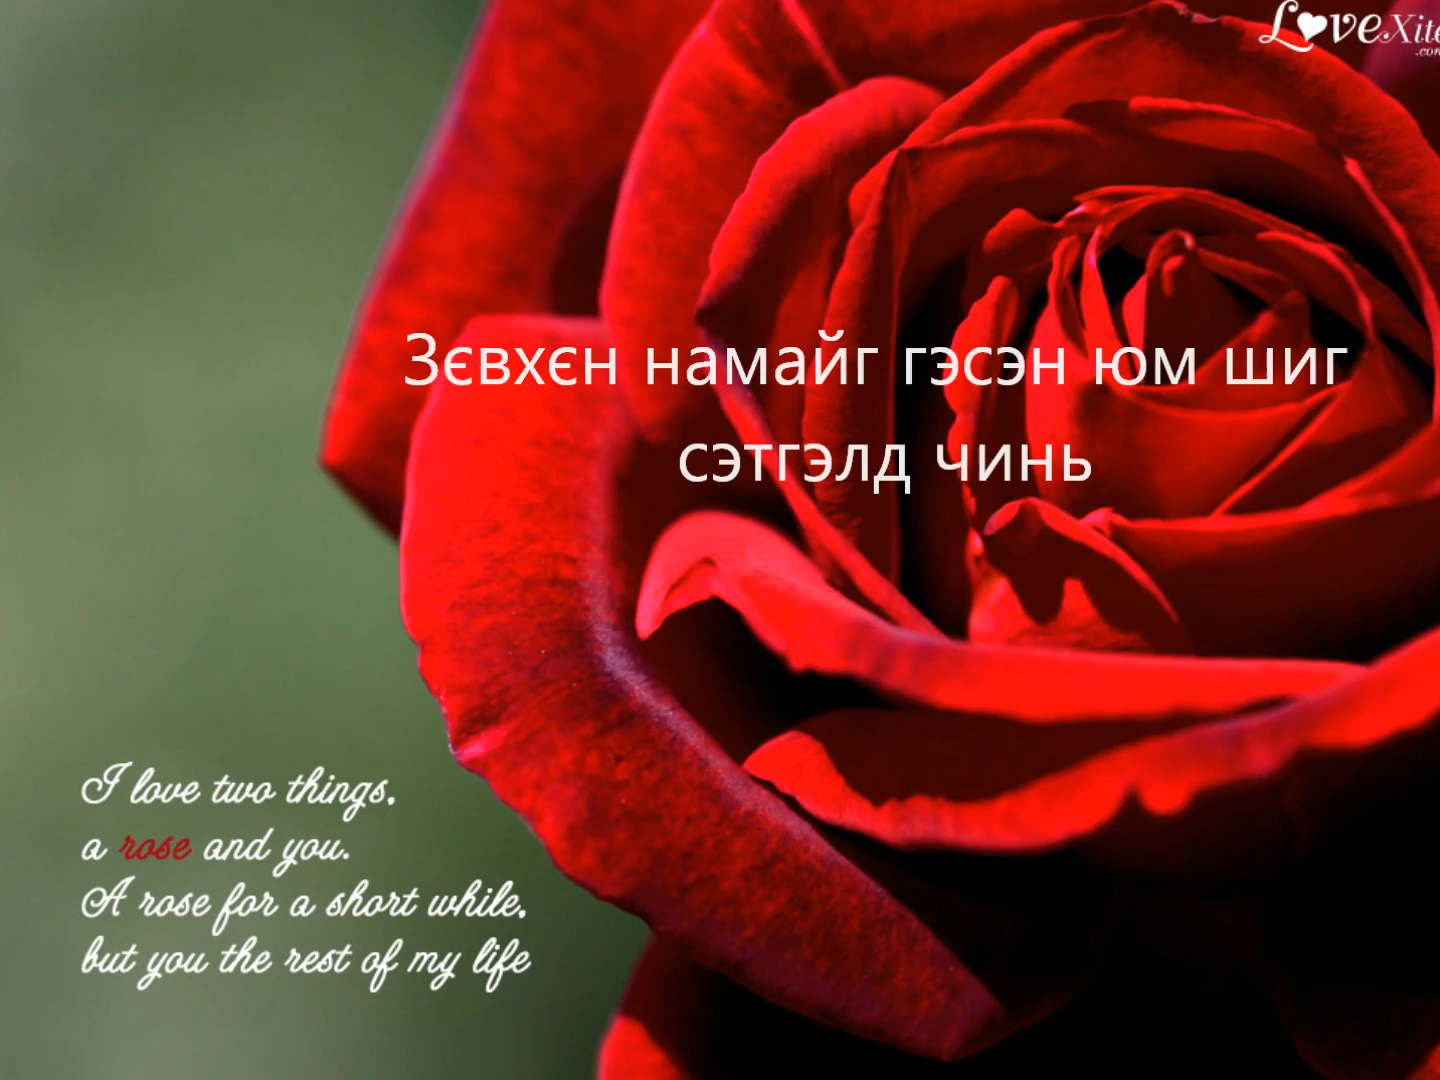 LoveXite
.com
Зєвхєн намайг гэсэн юм шиг
сэтгэлд чинь
I love two things,
a rose and you.
A rose for a short while,
but you the rest of my life